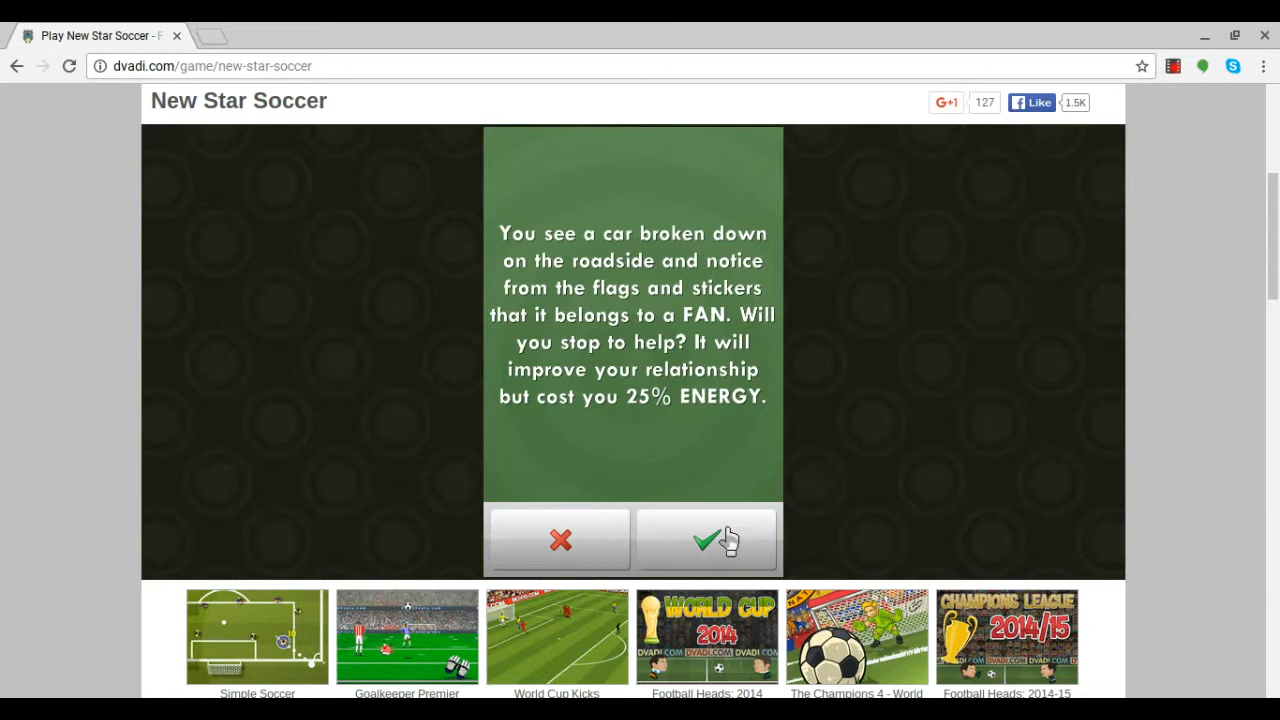 Play New Star Soccer - F
dvadi.com/game/new-star-soccer
New Star Soccer
G+1 127 Like 1.5K
You see a car broken down
on the roadside and notice
from the flags and stickers
that it belongs to a FAN. Will
you stop to help? It will
improve your relationship
but cost you 25% ENERGY.
WORLD CUP
2014
DVADI.COM
CHAMPIONS LEAGUE
2014/15
DVADI.COM
Simple Soccer
Goalkeeper Premier
World Cup Kicks
Football Heads: 2014
The Champions 4 - World
Football Heads: 2014-15